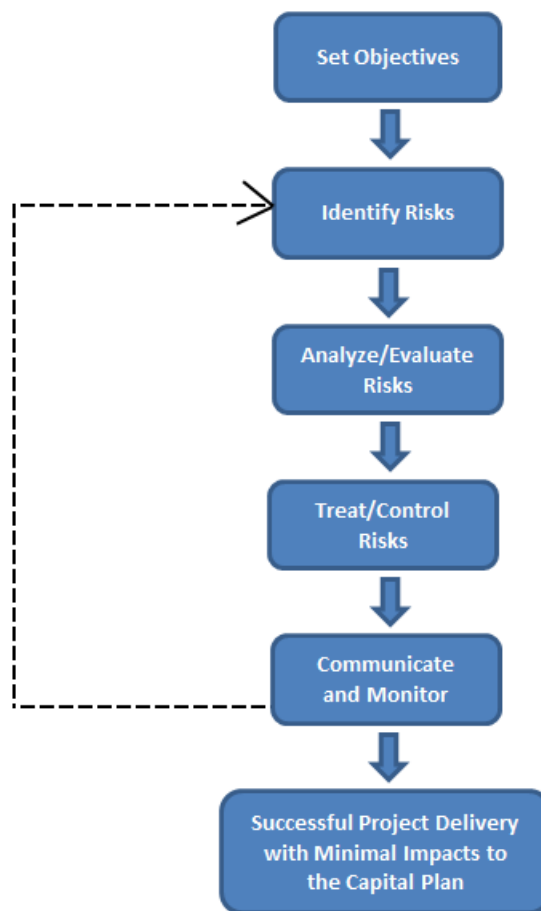 Set Objectives
Identify Risks
Analyze/Evaluate
Risks
Treat/Control
Risks
Communicate
and Monitor
Successful Project Delivery
with Minimal Impacts to
the Capital Plan